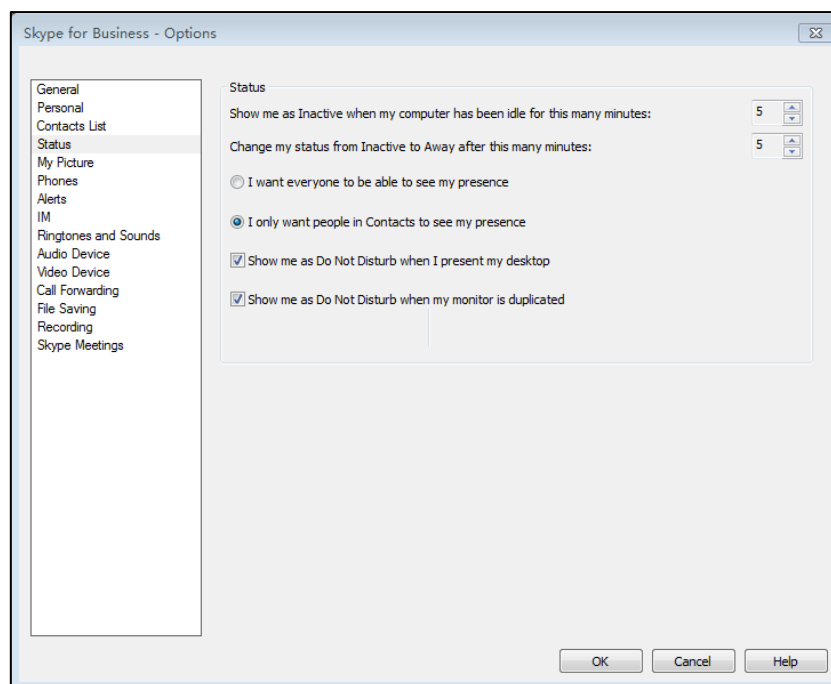 Skype for Business - Options
General
Personal
Contacts List
Status
My Picture
Phones
Alerts
IM
Ringtones and Sounds
Audio Device
Video Device
Call Forwarding
File Saving
Recording
Skype Meetings
Status
Show me as Inactive when my computer has been idle for this many minutes: 5
Change my status from Inactive to Away after this many minutes: 5
I want everyone to be able to see my presence
I only want people in Contacts to see my presence
Show me as Do Not Disturb when I present my desktop
Show me as Do Not Disturb when my monitor is duplicated
OK Cancel Help